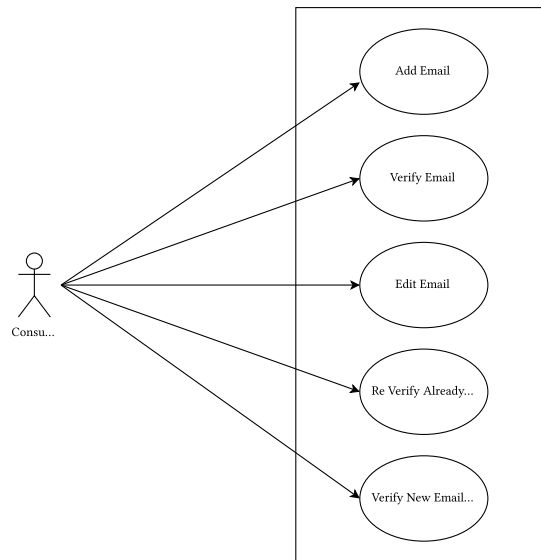 Add Email
Verify Email
Edit Email
Consu...
Re Verify Already...
Verify New Email...